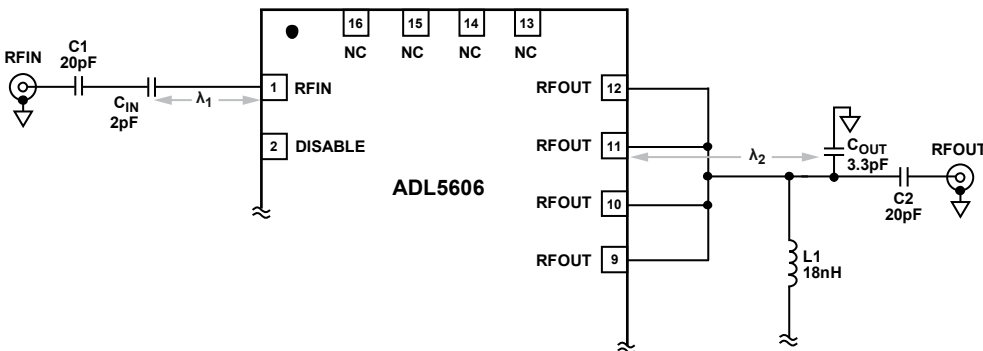 16 15 14 13
NC NC NC NC
RFIN
C1
20pF
CIN
2pF
λ1
1 RFIN
2 DISABLE
ADL5606
RFOUT 12
RFOUT 11
RFOUT 10
RFOUT 9
λ2
COUT
3.3pF
RFOUT
C2
20pF
L1
18nH